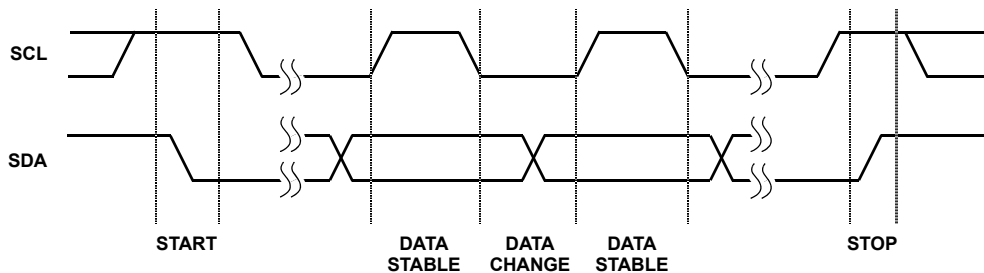 SCL
SDA
START
DATA
STABLE
DATA
CHANGE
DATA
STABLE
STOP